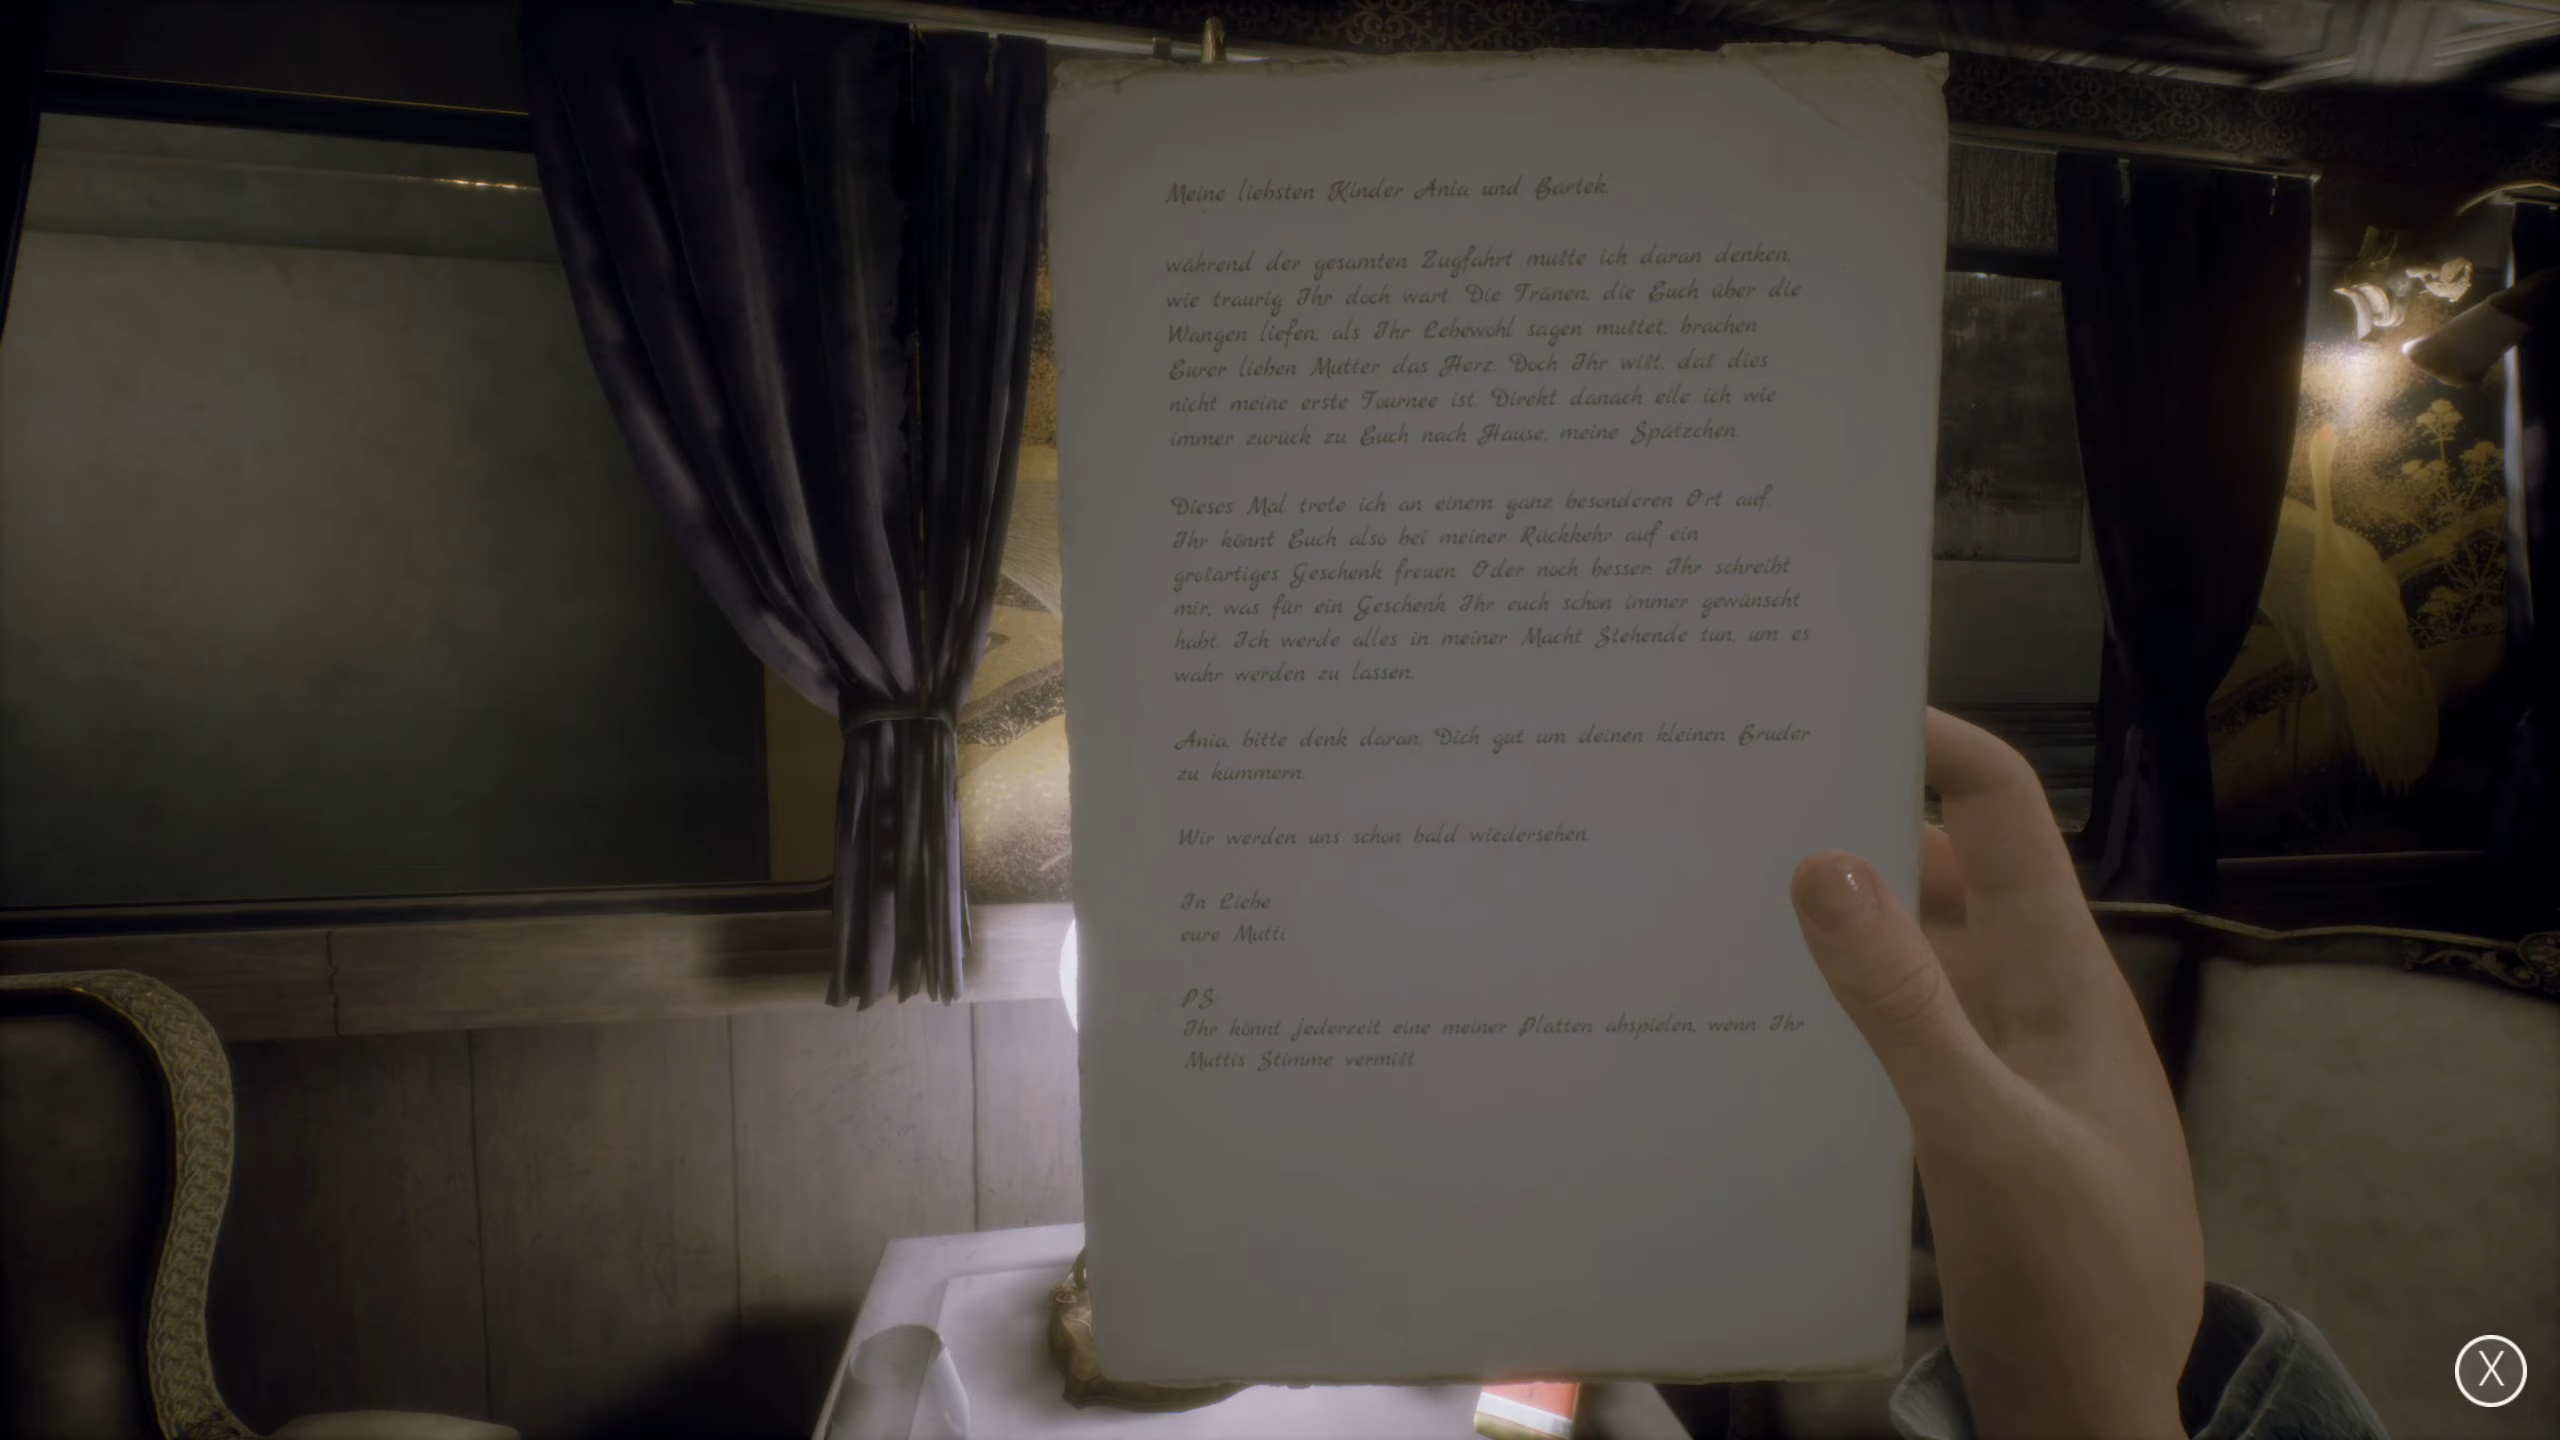 Meine liebsten Kinder Ania und Bartek,
während der gesamten Zugfahrt mußte ich daran denken,
wie traurig Ihr doch wart. Die Tränen, die Euch über die
Wangen liefen, als Ihr Lebewohl sagen mußtet, brachen
Eurer lieben Mutter das Herz. Doch Ihr wißt, daß dies
nicht meine erste Tournee ist. Direkt danach eile ich wie
immer zurück zu Euch nach Hause, meine Spätzchen.
Dieses Mal trete ich an einem ganz besonderen Ort auf.
Ihr könnt Euch also bei meiner Rückkehr auf ein
großartiges Geschenk freuen. Oder noch besser: Ihr schreibt
mir, was für ein Geschenk Ihr euch schon immer gewünscht
habt. Ich werde alles in meiner Macht Stehende tun, um es
wahr werden zu lassen.
Ania, bitte denk daran, Dich gut um deinen kleinen Bruder
zu kümmern.
Wir werden uns schon bald wiedersehen.
In Liebe
eure Mutti
PS.
Ihr könnt jederzeit eine meiner Platten abspielen, wenn Ihr
Muttis Stimme vermißt
X